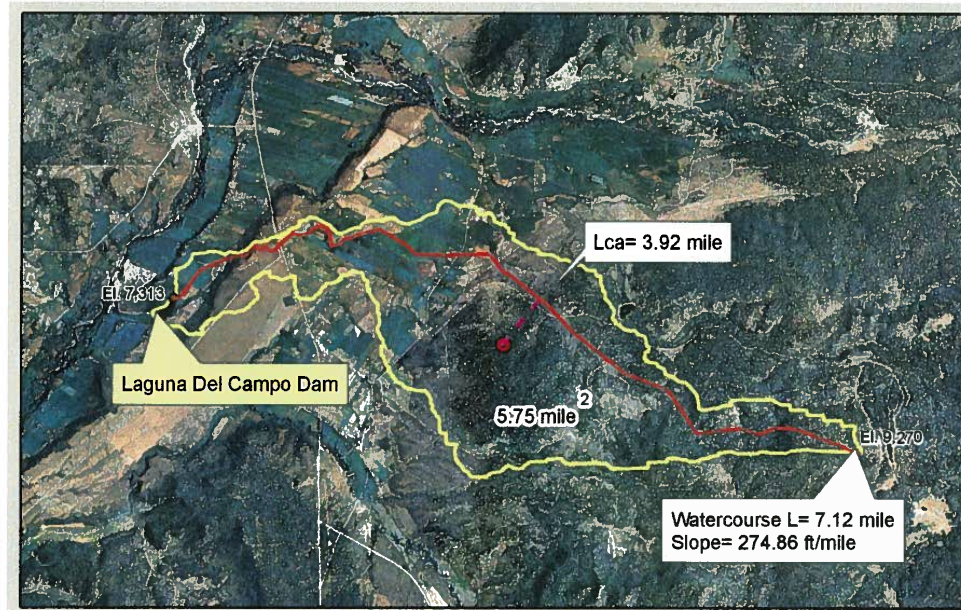 Lca= 3.92 mile
El. 7,313
Laguna Del Campo Dam
5.75 mile 2
El. 9,270
Watercourse L= 7.12 mile
Slope= 274.86 ft/mile